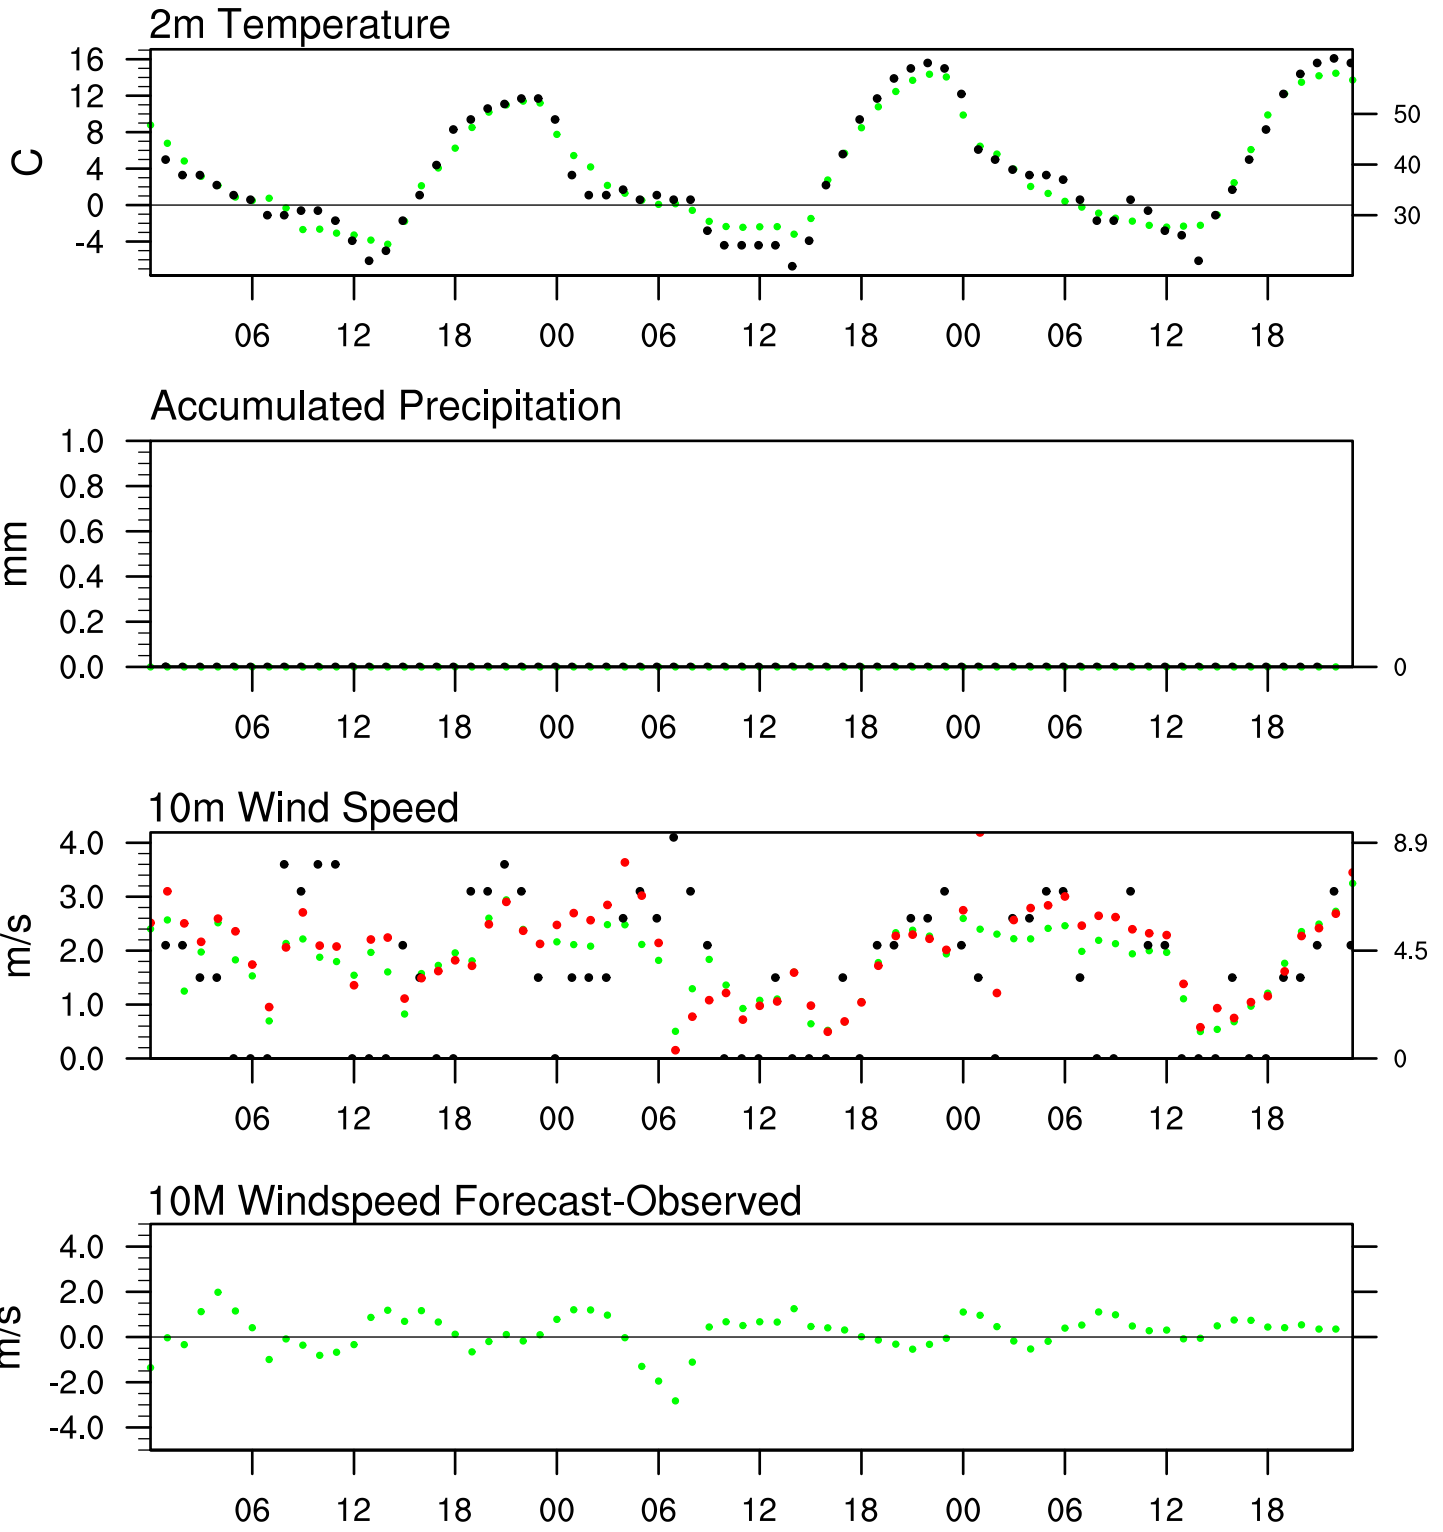 2m Temperature
16
12
8
4
0
-4
C
50
40
30
06 12 18 00 06 12 18 00 06 12 18
Accumulated Precipitation
1.0
0.8
0.6
0.4
0.2
0.0
mm
0
06 12 18 00 06 12 18 00 06 12 18
10m Wind Speed
4.0
3.0
2.0
1.0
0.0
m/s
8.9
4.5
0
06 12 18 00 06 12 18 00 06 12 18
10M Windspeed Forecast-Observed
4.0
2.0
0.0
-2.0
-4.0
m/s
06 12 18 00 06 12 18 00 06 12 18